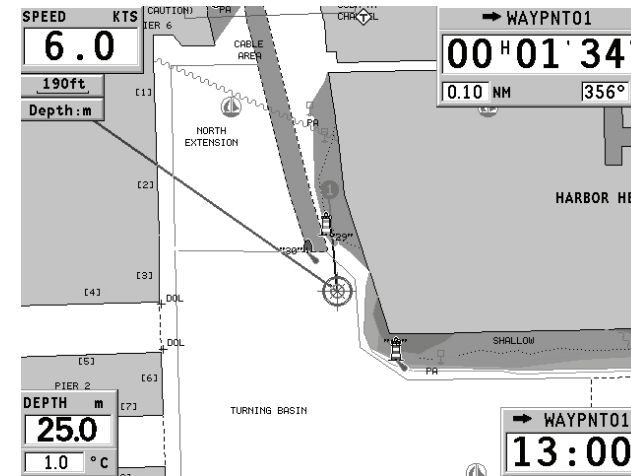 SPEED KTS
6.0
190ft
Depth:m
CAUTION)
IER 6
PA
CABLE
AREA
T
➡ WAYPNT01
00ᴴ01'34
0.10 NM 356°
[1]
NORTH
EXTENSION
PA
[2]
1
HARBOR HE
"30"
"29"
[3]
[4]
DOL
DOL
SHALLOW
PA
[5]
[6]
PIER 2
[7]
DEPTH m
25.0
1.0 °C
TURNING BASIN
➡ WAYPNT01
13:00